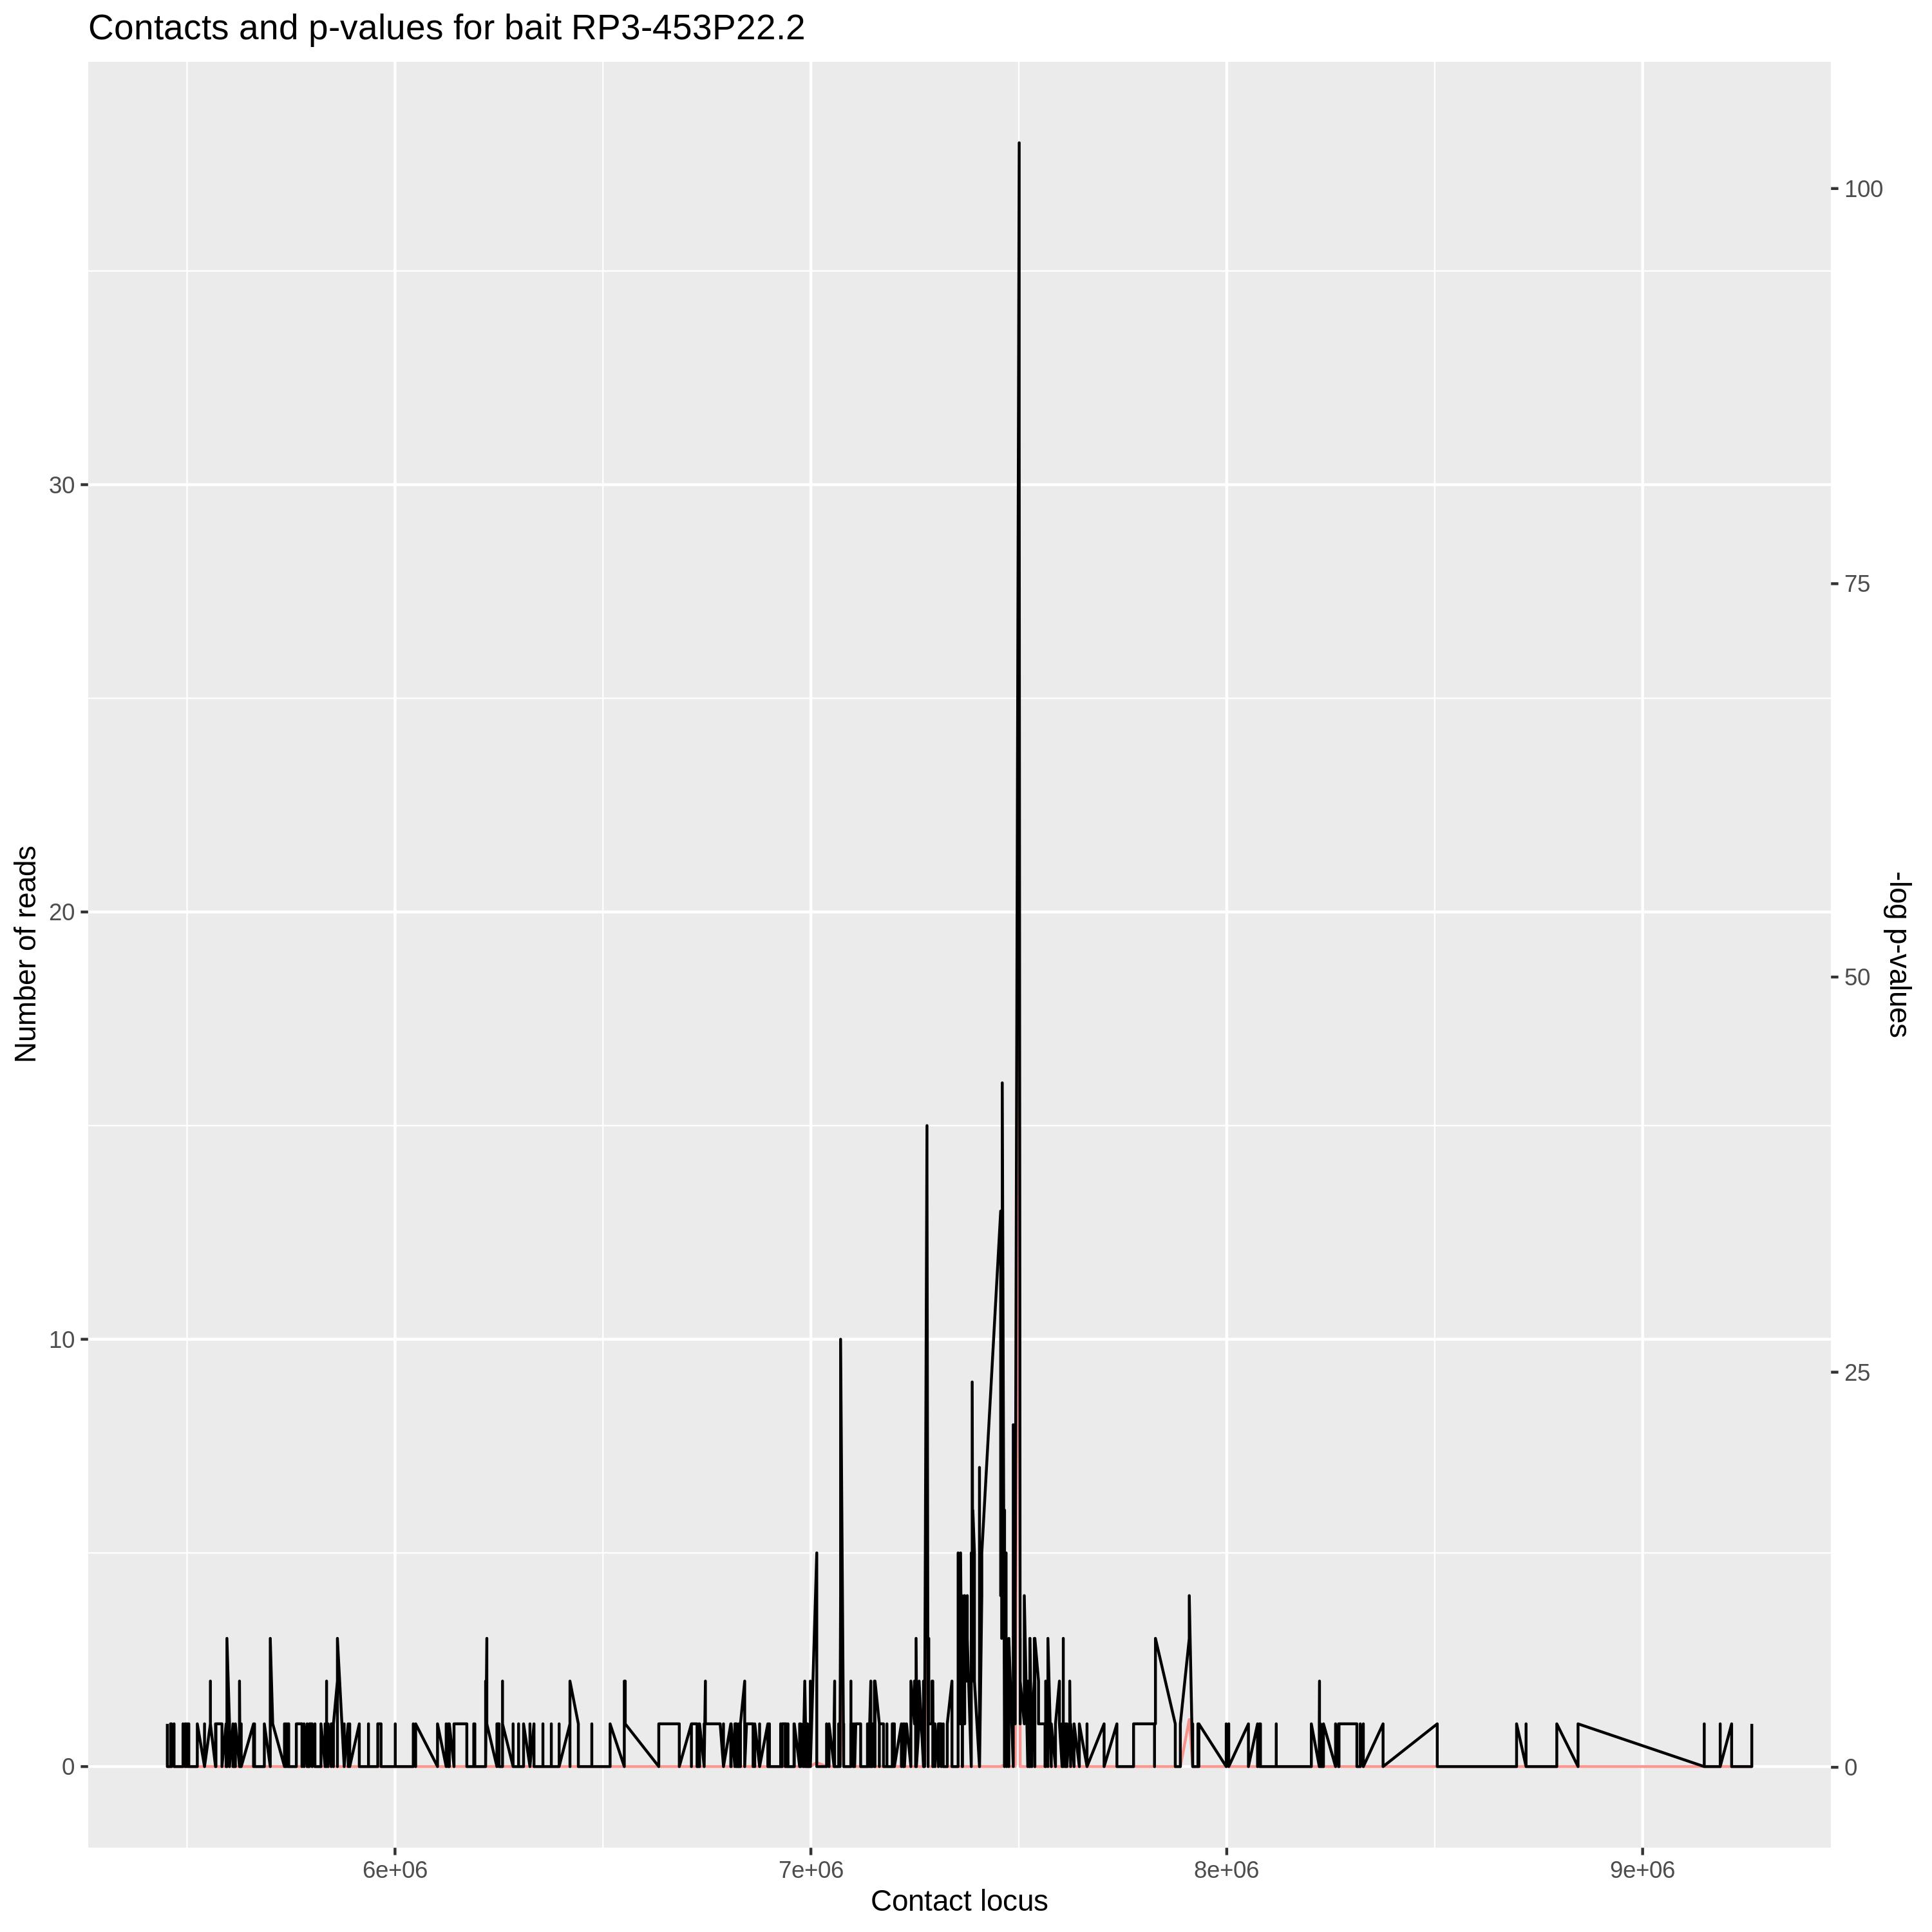 Contacts and p-values for bait RP3-453P22.2
Number of reads
30
20
10
0
100
75
50
25
0
-log p-values
6e+06 7e+06 8e+06 9e+06
Contact locus